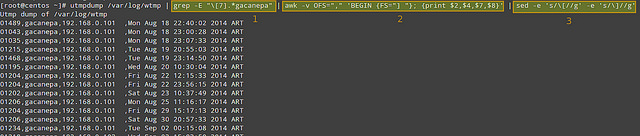 [root@centos ~]# utmpdump /var/log/wtmp | grep -E "\[7].*gacanepa" | awk -v OFS="," 'BEGIN {FS="] "}; {print $2,$4,$7,$8}' | sed -e 's/\[//g' -e 's/\]//g'
Utmp dump of /var/log/wtmp
1
2
3
01489,gacanepa,192.168.0.101 ,Mon Aug 18 22:40:02 2014 ART
01043,gacanepa,192.168.0.101 ,Mon Aug 18 23:00:28 2014 ART
01035,gacanepa,192.168.0.101 ,Mon Aug 18 23:07:33 2014 ART
01215,gacanepa,192.168.0.101 ,Tue Aug 19 20:55:03 2014 ART
01468,gacanepa,192.168.0.101 ,Tue Aug 19 23:14:50 2014 ART
01195,gacanepa,192.168.0.101 ,Wed Aug 20 10:30:04 2014 ART
01204,gacanepa,192.168.0.101 ,Fri Aug 22 12:15:33 2014 ART
01204,gacanepa,192.168.0.101 ,Fri Aug 22 23:56:15 2014 ART
01202,gacanepa,192.168.0.101 ,Sat Aug 23 10:37:49 2014 ART
01206,gacanepa,192.168.0.101 ,Mon Aug 25 11:16:17 2014 ART
01204,gacanepa,192.168.0.101 ,Fri Aug 29 15:17:13 2014 ART
01206,gacanepa,192.168.0.101 ,Sat Aug 30 20:57:33 2014 ART
01234,gacanepa,192.168.0.101 ,Tue Sep 02 00:15:08 2014 ART